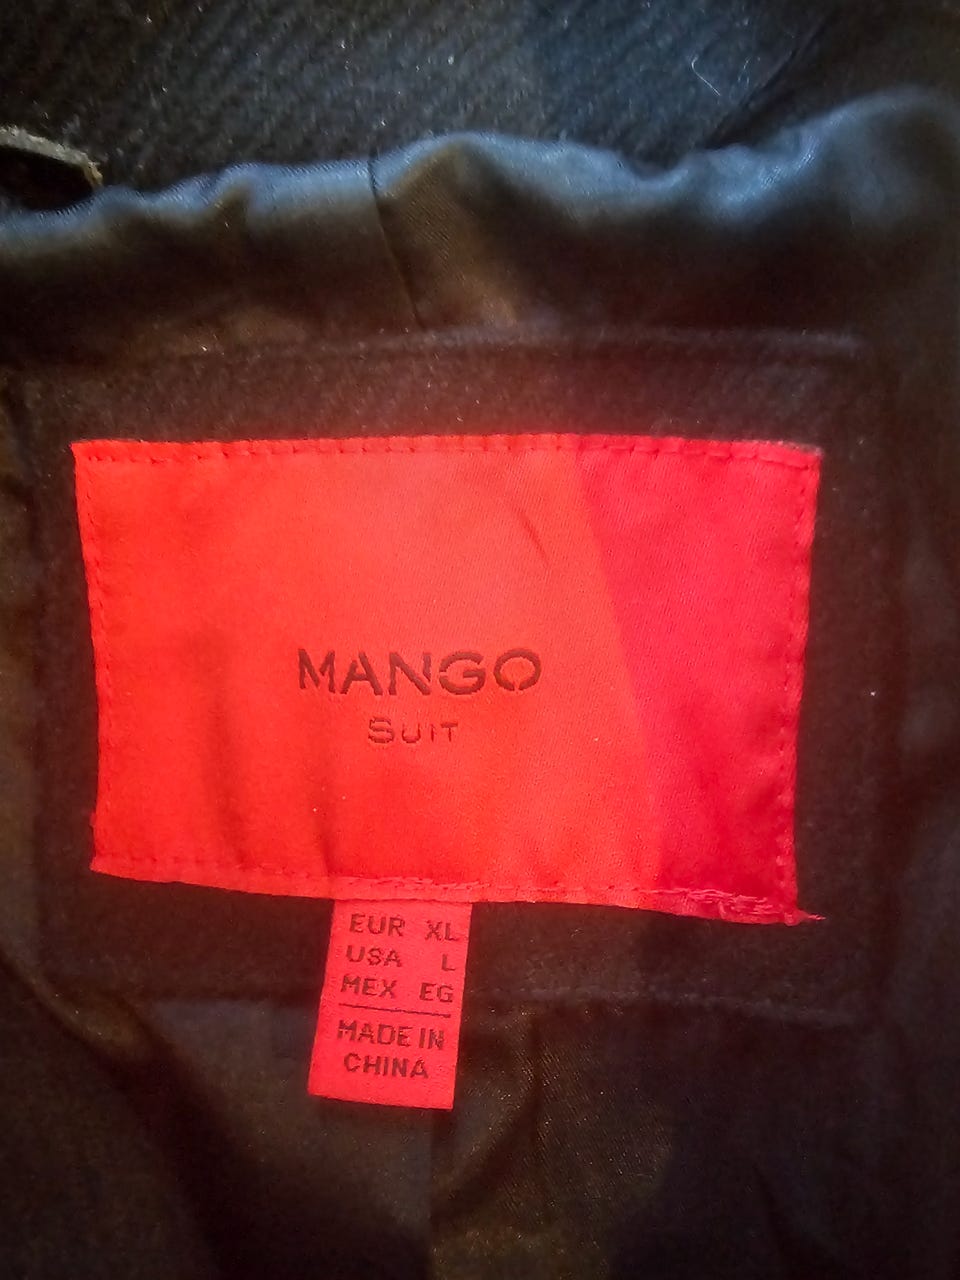 MANGO
SUIT
EUR XL
USA L
MEX EG
MADE IN
CHINA